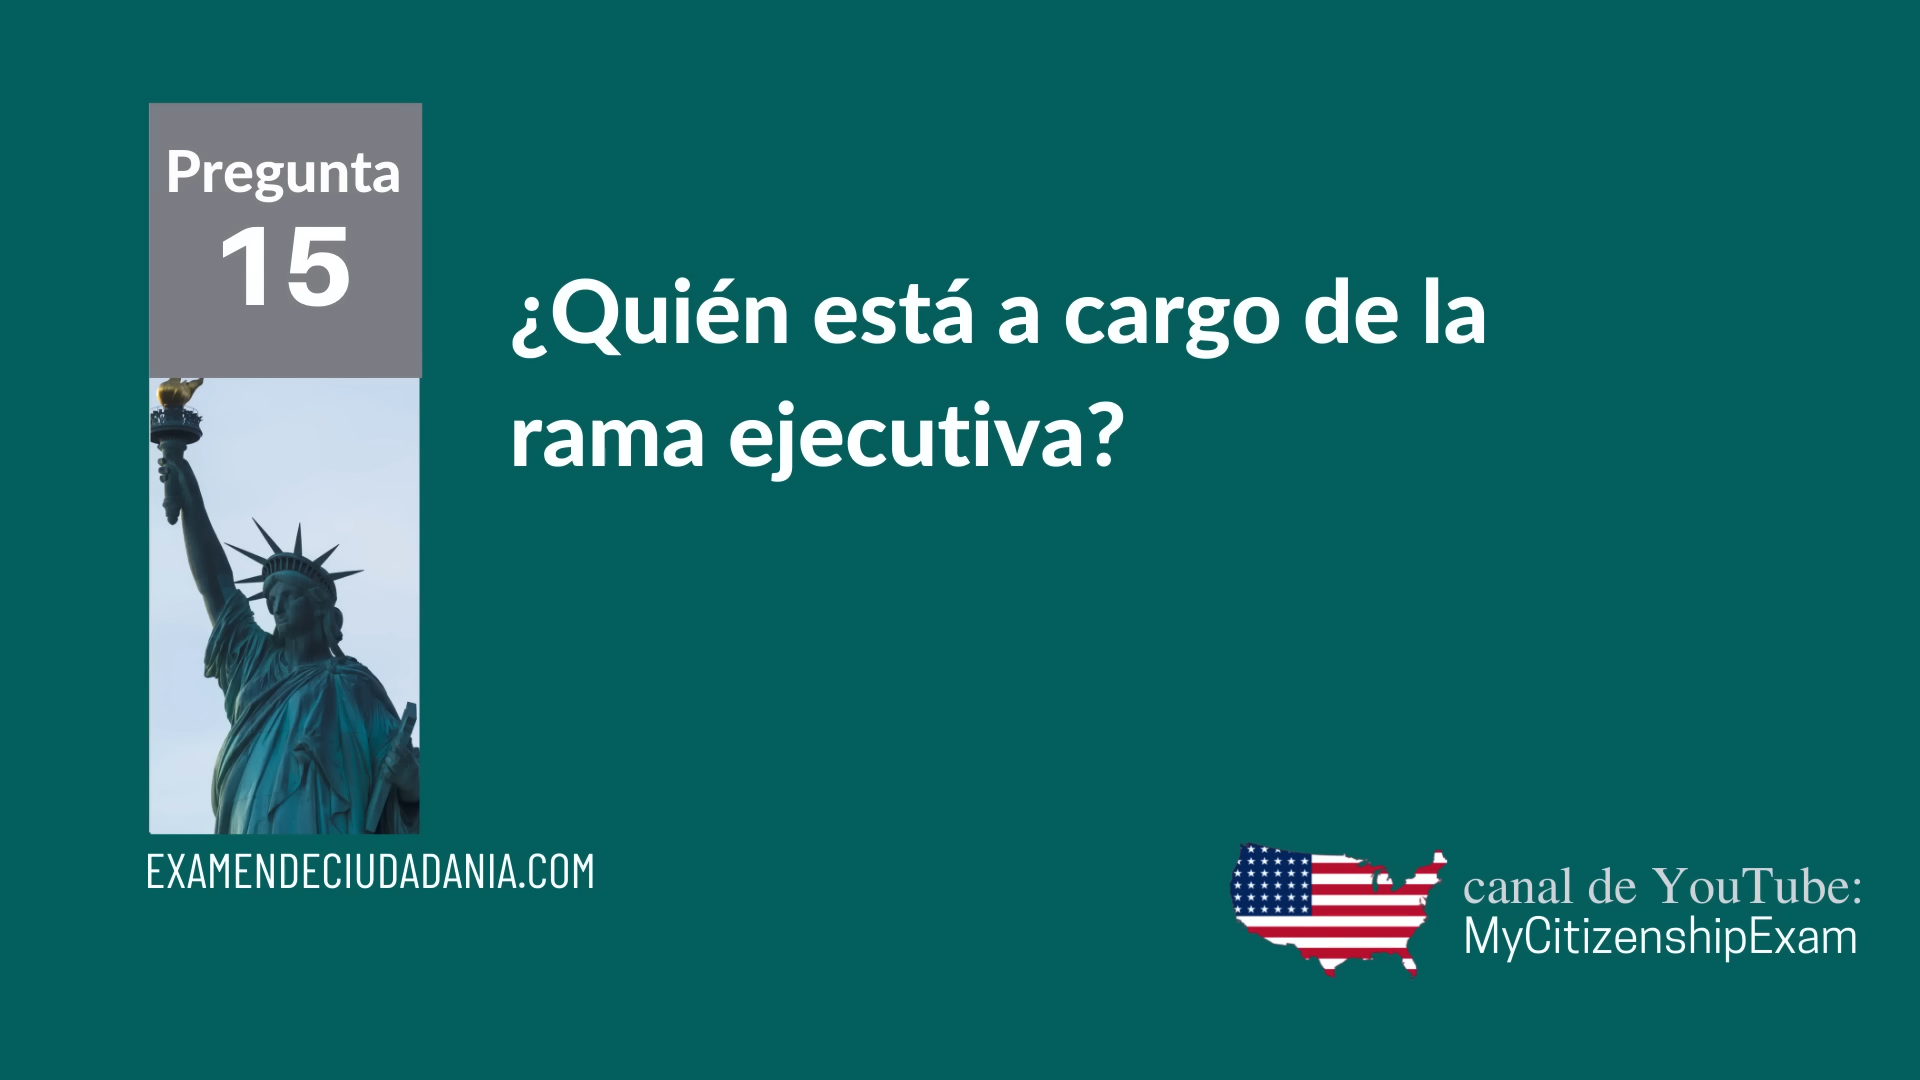 Pregunta
15
¿Quién está a cargo de la
rama ejecutiva?
EXAMENDECIUDADANIA.COM
canal de YouTube:
MyCitizenshipExam